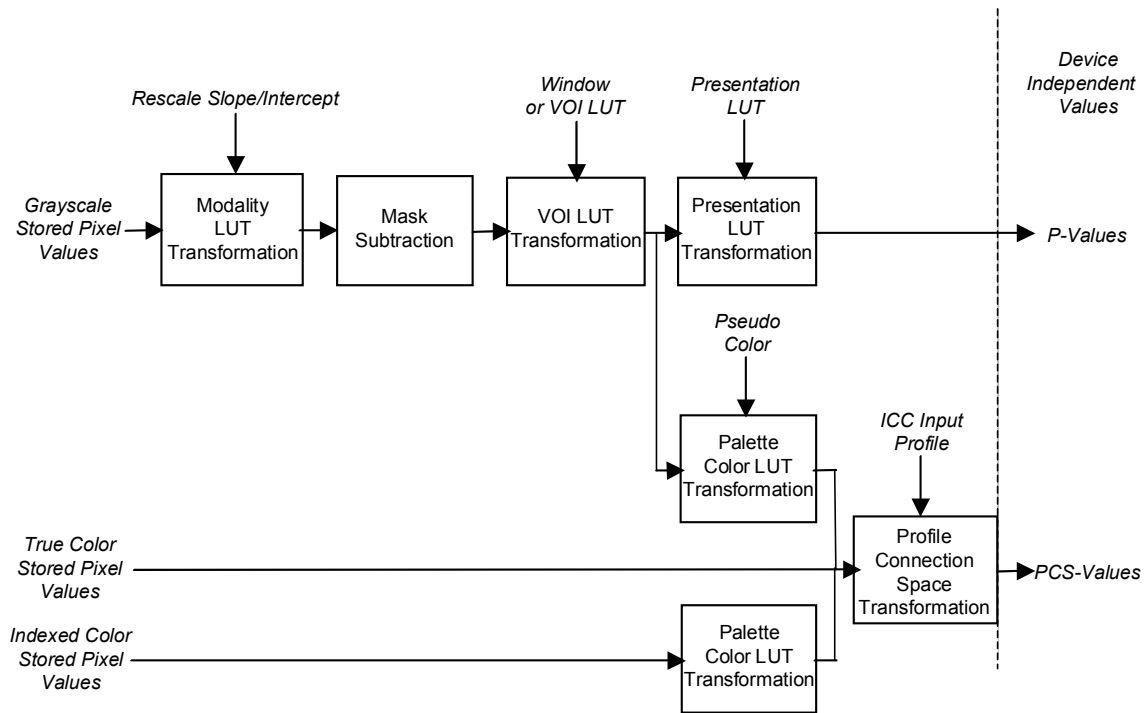 Device
Independent
Values
Window
or VOI LUT
Presentation
LUT
Rescale Slope/Intercept
Grayscale
Stored Pixel
Values
Modality
LUT
Transformation
Mask
Subtraction
VOI LUT
Transformation
Presentation
LUT
Transformation
P-Values
Pseudo
Color
Palette
Color LUT
Transformation
ICC Input
Profile
True Color
Stored Pixel
Values
Profile
Connection
Space
Transformation
PCS-Values
Indexed Color
Stored Pixel
Values
Palette
Color LUT
Transformation